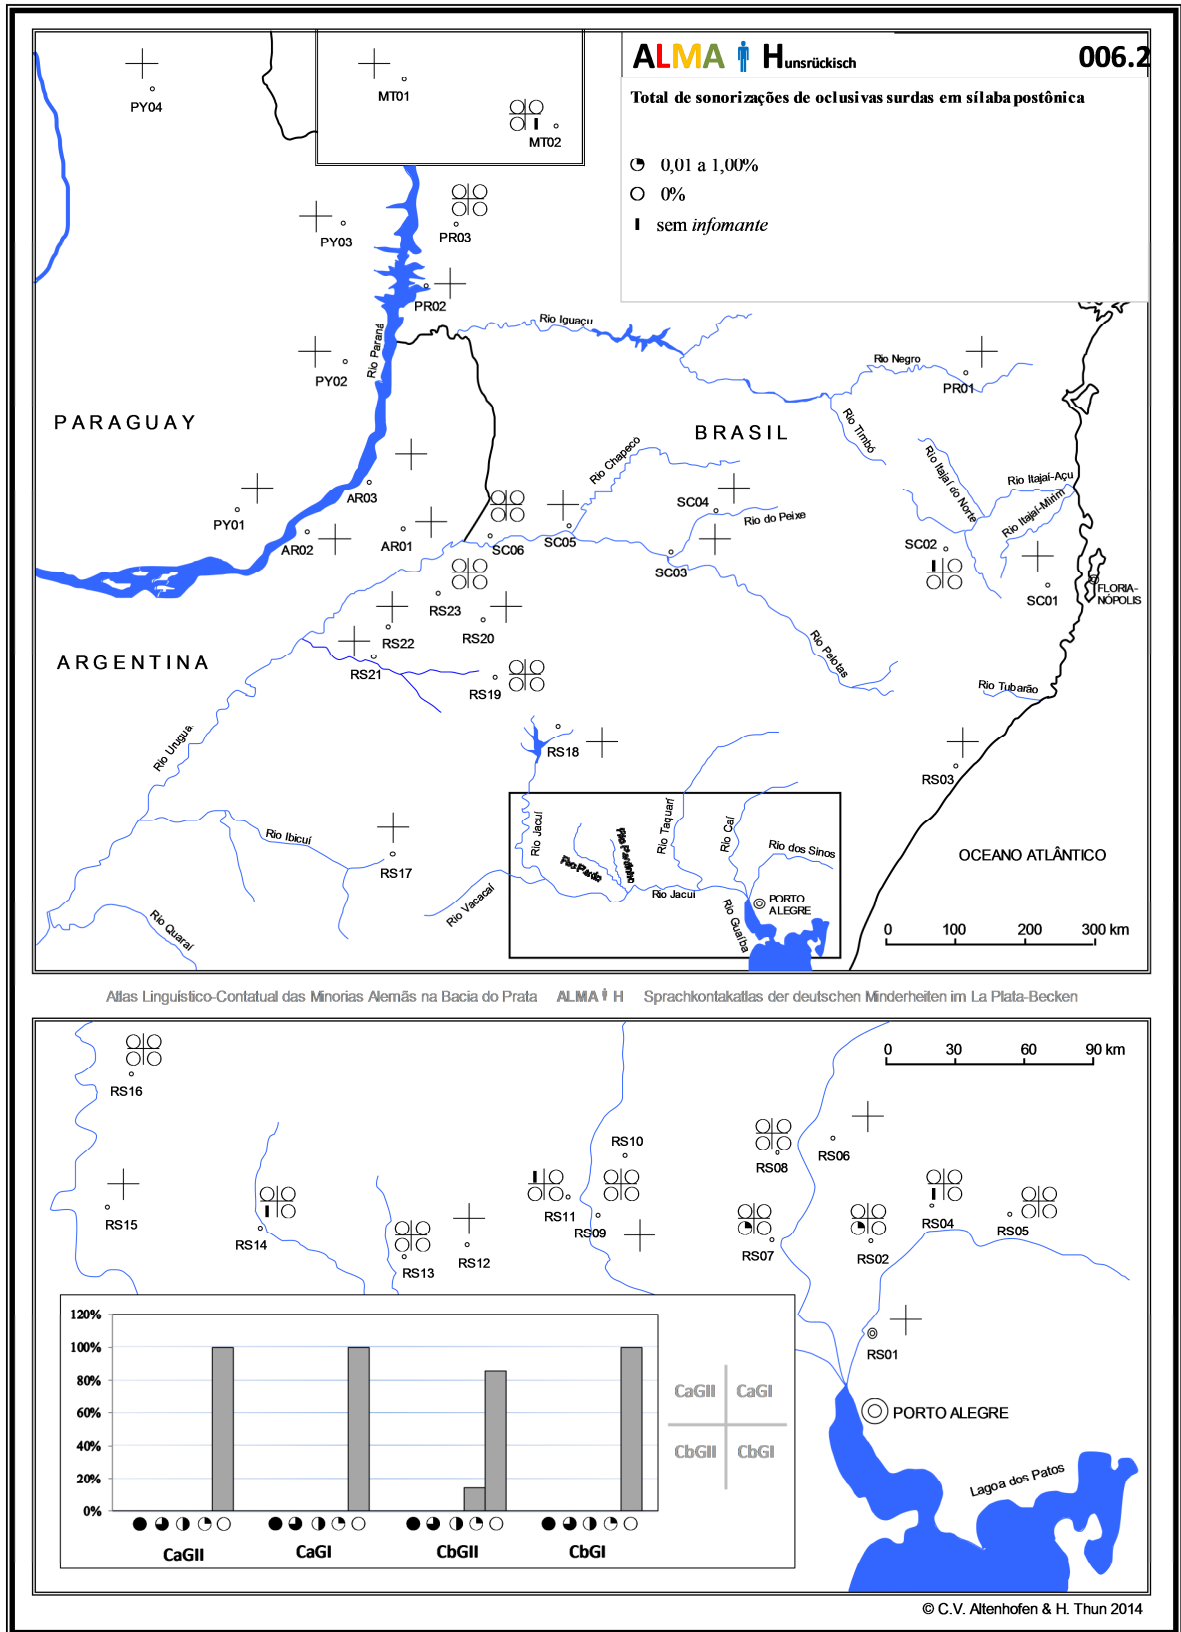 ALMA Hunsrückisch 006.2
Total de sonorizações de oclusivas surdas em sílaba postônica
0,01 a 1,00%
0%
sem infomante
PY04
MT01
MT02
PY03
PR03
PR02
Rio Paraná
Rio Iguaçu
PY02
Rio Negro
PR01
PARAGUAY
BRASIL
Rio Timbó
Rio Chapecó
Rio Itajaí do Norte
Rio Itajaí-Açu
Rio Itajaí-Mirim
AR03
SC04
Rio do Peixe
PY01
AR02
AR01
SC06
SC05
SC03
SC02
SC01
FLORIA-
NÓPOLIS
RS23
RS20
RS22
RS21
RS19
ARGENTINA
Rio Pelotas
Rio Tubarão
Rio Urugua
RS18
RS03
Rio Ibicuí
RS17
Rio Jacuí
Rio Pardo
Rio Pardinho
Rio Taquarí
Rio Caí
Rio dos Sinos
OCEANO ATLÂNTICO
Rio Quaraí
Rio Vacacaí
Rio Jacuí
Rio Guaíba
PORTO
ALEGRE
0 100 200 300 km
Atlas Linguístico-Contatual das Minorias Alemãs na Bacia do Prata ALMA H Sprachkontakatlas der deutschen Minderheiten im La Plata-Becken
0 30 60 90 km
RS16
RS10
RS08
RS06
RS15
RS14
RS11
RS09
RS13
RS12
RS07
RS02
RS04
RS05
RS01
PORTO ALEGRE
Lagoa dos Patos
120%
100%
80%
60%
40%
20%
0%
CaGII CaGI CbGII CbGI
CaGII CaGI
CbGII CbGI
© C.V. Altenhofen & H. Thun 2014